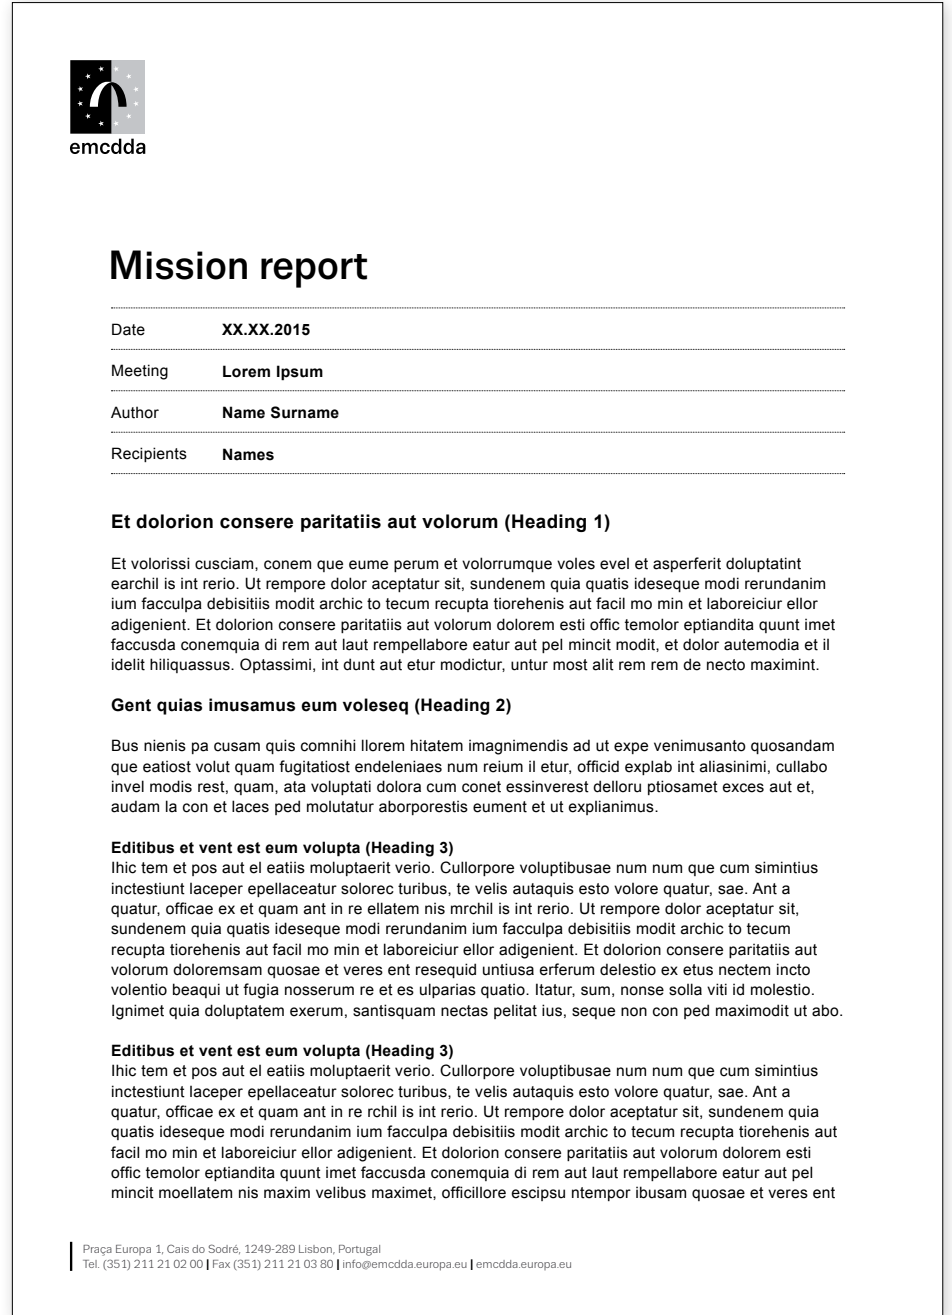 emcdda
Mission report
Date XX.XX.2015
Meeting Lorem Ipsum
Author Name Surname
Recipients Names
Et dolorion consere paritatiis aut volorum (Heading 1)
Et volorissi cusciam, conem que eume perum et volorrumque voles evel et asperferit doluptatint
earchil is int rerio. Ut rempore dolor aceptatur sit, sundenem quia quatis ideseque modi rerundanim
ium facculpa debisitiis modit archic to tecum recupta tiorehenis aut facil mo min et laboreiciur ellor
adigenient. Et dolorion consere paritatiis aut volorum dolorem esti offic temolor eptiandita quunt imet
faccusda conemquia di rem aut laut rempellabore eatur aut pel mincit modit, et dolor autemodia et il
idelit hiliquassus. Optassimi, int dunt aut etur modictur, untur most alit rem rem de necto maximint.
Gent quias imusamus eum voleseq (Heading 2)
Bus nienis pa cusam quis comnihi llorem hitatem imagnimendis ad ut expe venimusanto quosandam
que eatiost volut quam fugitatiost endeleniaes num reium il etur, officid explab int aliasinimi, cullabo
invel modis rest, quam, ata voluptati dolora cum conet essinverest delloru ptiosamet exces aut et,
audam la con et laces ped molutatur aborporestis eument et ut explianimus.
Editibus et vent est eum volupta (Heading 3)
Ihic tem et pos aut el eatiis moluptaerit verio. Cullorpore voluptibusae num num que cum simintius
inctestiunt laceper epellaceatur solorec turibus, te velis autaquis esto volore quatur, sae. Ant a
quatur, officae ex et quam ant in re ellatem nis mrchil is int rerio. Ut rempore dolor aceptatur sit,
sundenem quia quatis ideseque modi rerundanim ium facculpa debisitiis modit archic to tecum
recupta tiorehenis aut facil mo min et laboreiciur ellor adigenient. Et dolorion consere paritatiis aut
volorum doloremsam quosae et veres ent resequid untiusa erferum delestio ex etus nectem incto
volentio beaqui ut fugia nosserum re et es ulparias quatio. Itatur, sum, nonse solla viti id molestio.
Ignimet quia doluptatem exerum, santisquam nectas pelitat ius, seque non con ped maximodit ut abo.
Editibus et vent est eum volupta (Heading 3)
Ihic tem et pos aut el eatiis moluptaerit verio. Cullorpore voluptibusae num num que cum simintius
inctestiunt laceper epellaceatur solorec turibus, te velis autaquis esto volore quatur, sae. Ant a
quatur, officae ex et quam ant in re rchil is int rerio. Ut rempore dolor aceptatur sit, sundenem quia
quatis ideseque modi rerundanim ium facculpa debisitiis modit archic to tecum recupta tiorehenis aut
facil mo min et laboreiciur ellor adigenient. Et dolorion consere paritatiis aut volorum dolorem esti
offic temolor eptiandita quunt imet faccusda conemquia di rem aut laut rempellabore eatur aut pel
mincit moellatem nis maxim velibus maximet, officillore escipsu ntempor ibusam quosae et veres ent
Praça Europa 1, Cais do Sodré, 1249-289 Lisbon, Portugal
Tel. (351) 211 21 02 00 | Fax (351) 211 21 03 80 | info@emcdda.europa.eu | emcdda.europa.eu